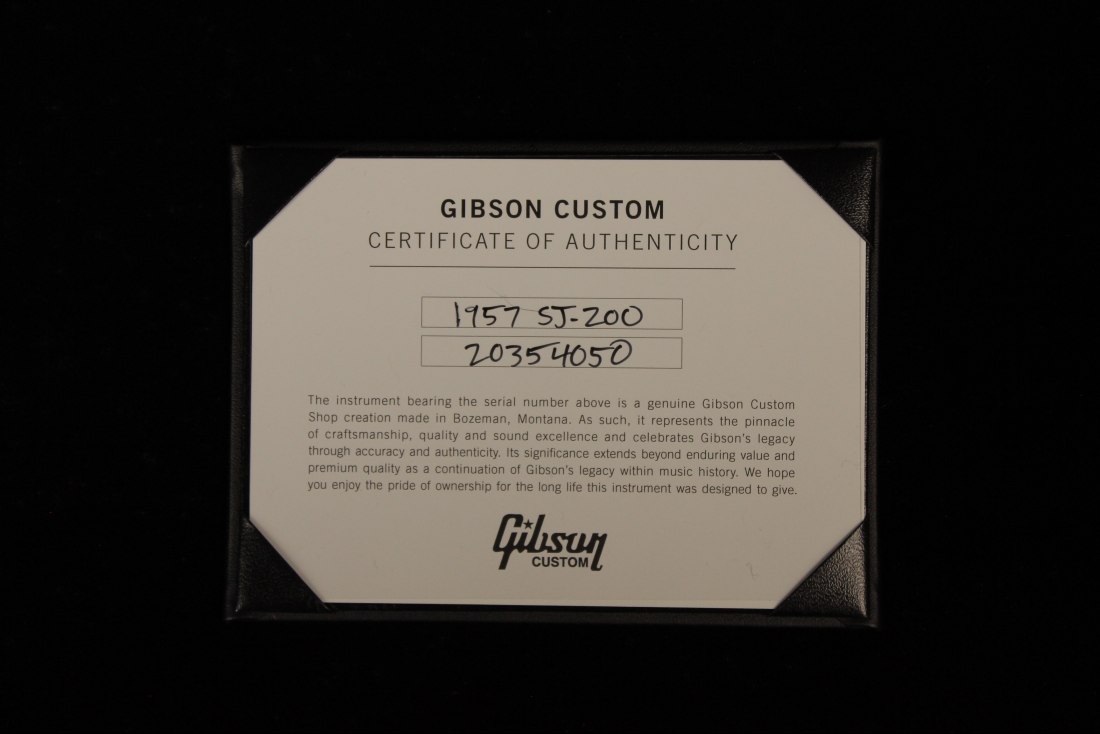 GIBSON CUSTOM
CERTIFICATE OF AUTHENTICITY
1957 SJ-200
20354050
The instrument bearing the serial number above is a genuine Gibson Custom
Shop creation made in Bozeman, Montana. As such, it represents the pinnacle
of craftsmanship, quality and sound excellence and celebrates Gibson's legacy
through accuracy and authenticity. Its significance extends beyond enduring value and
premium quality as a continuation of Gibson's legacy within music history. We hope
you enjoy the pride of ownership for the long life this instrument was designed to give.
Gibson
CUSTOM